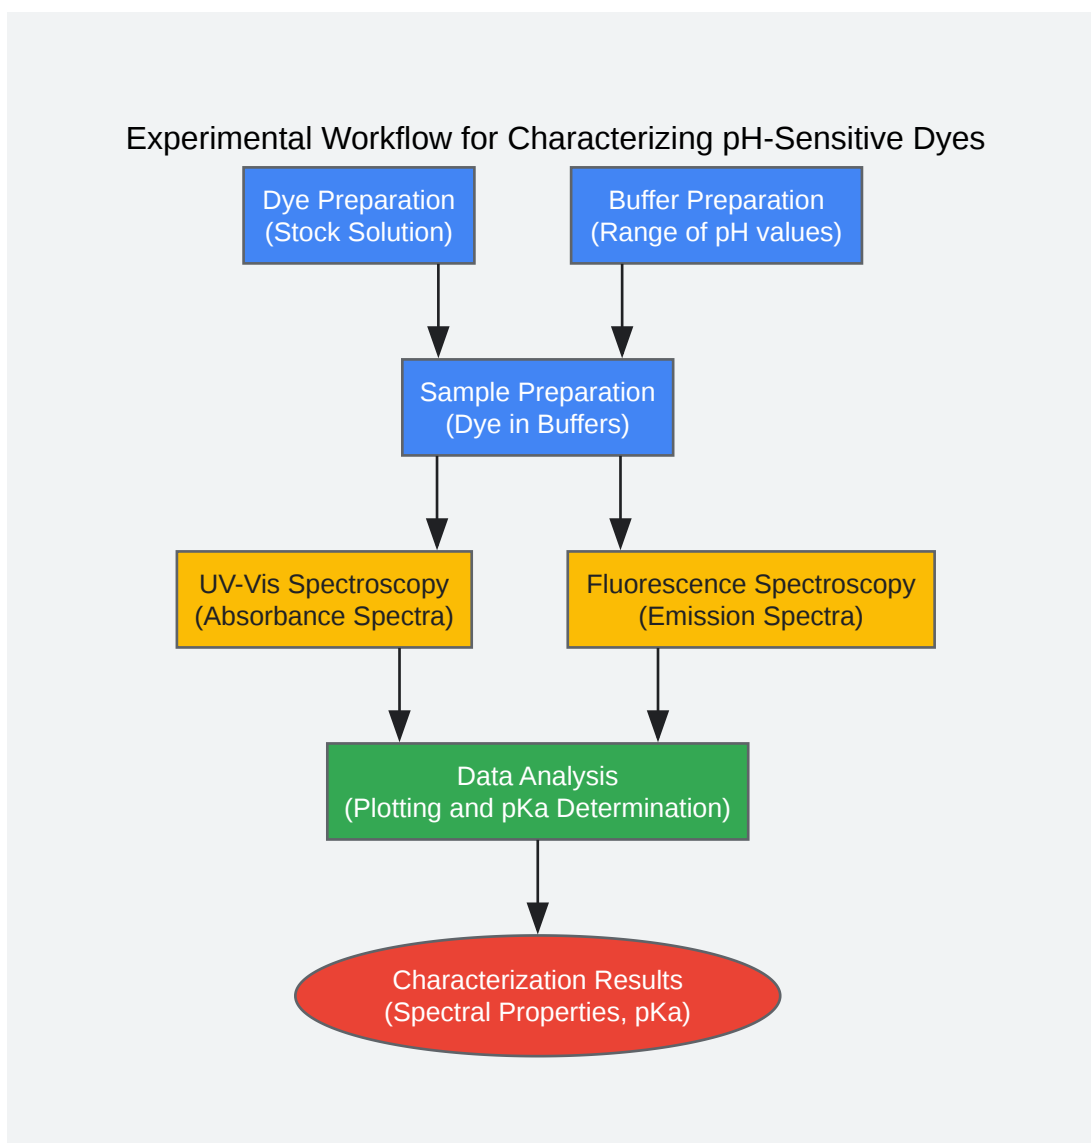 Experimental Workflow for Characterizing pH-Sensitive Dyes
Dye Preparation
(Stock Solution)
Buffer Preparation
(Range of pH values)
Sample Preparation
(Dye in Buffers)
UV-Vis Spectroscopy
(Absorbance Spectra)
Fluorescence Spectroscopy
(Emission Spectra)
Data Analysis
(Plotting and pKa Determination)
Characterization Results
(Spectral Properties, pKa)